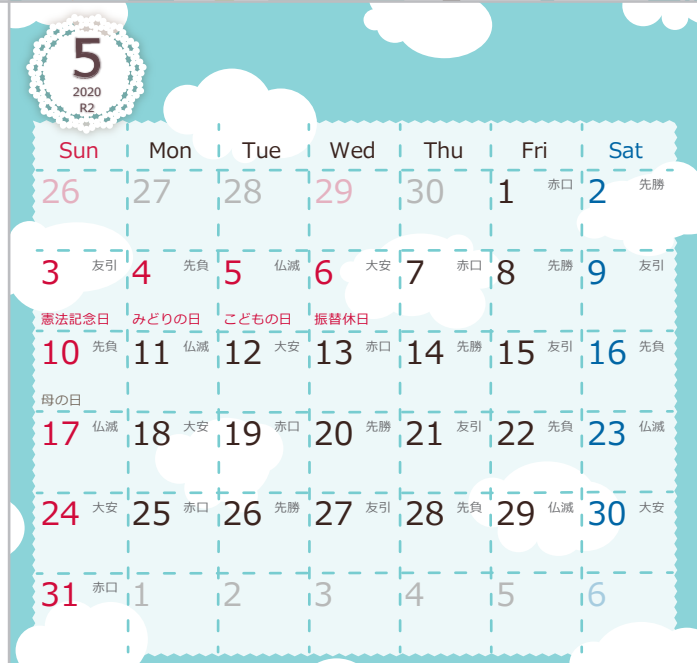 5
2020
R2
Sun Mon Tue Wed Thu Fri Sat
26 27 28 29 30 1 赤口 2 先勝
3 友引 4 先負 5 仏滅 6 大安 7 赤口 8 先勝 9 友引
憲法記念日 みどりの日 こどもの日 振替休日
10 先負 11 仏滅 12 大安 13 赤口 14 先勝 15 友引 16 先負
母の日
17 仏滅 18 大安 19 赤口 20 先勝 21 友引 22 先負 23 仏滅
24 大安 25 赤口 26 先勝 27 友引 28 先負 29 仏滅 30 大安
31 赤口 1 2 3 4 5 6